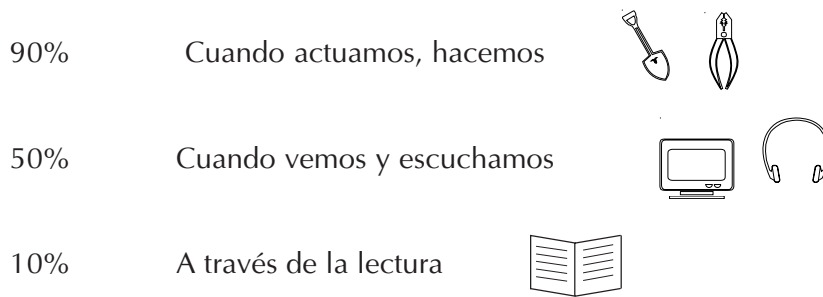 90% Cuando actuamos, hacemos
50% Cuando vemos y escuchamos
10% A través de la lectura